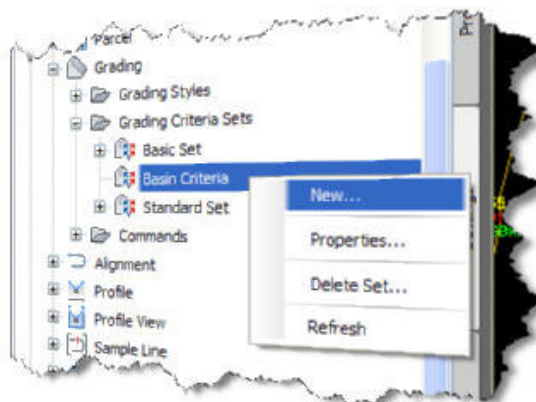 Parcel
Grading
Grading Styles
Grading Criteria Sets
Basic Set
Basin Criteria
Standard Set
Commands
Alignment
Profile
Profile View
Sample Line
New...
Properties...
Delete Set...
Refresh